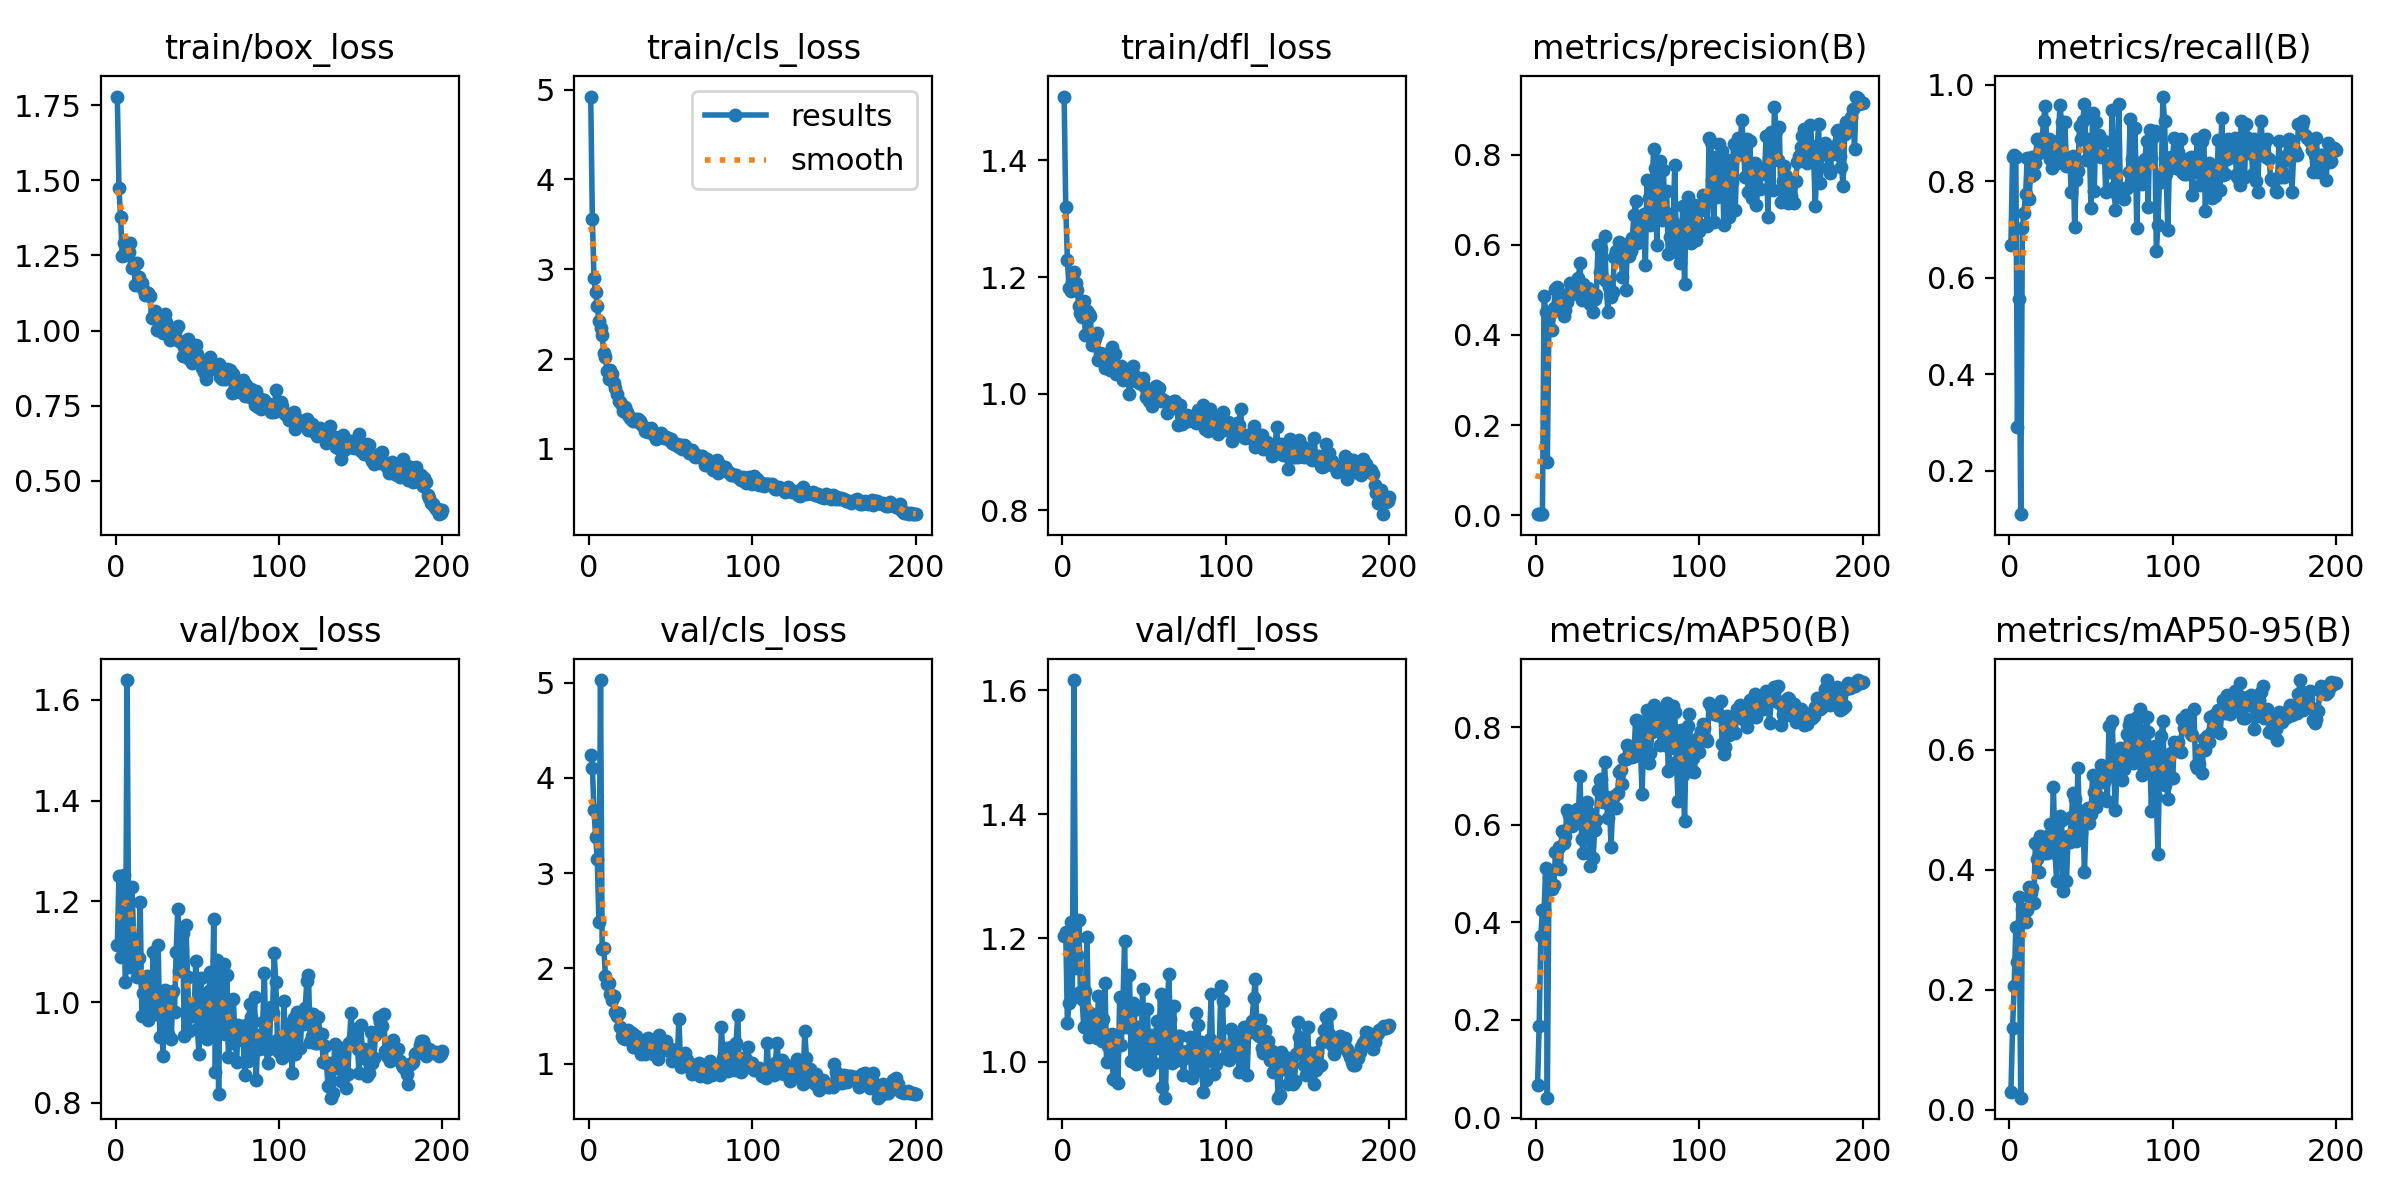 train/box_loss
1.75
1.50
1.25
1.00
0.75
0.50
0 100 200
train/cls_loss
results
smooth
5
4
3
2
1
0 100 200
train/dfl_loss
1.4
1.2
1.0
0.8
0 100 200
metrics/precision(B)
0.8
0.6
0.4
0.2
0.0
0 100 200
metrics/recall(B)
1.0
0.8
0.6
0.4
0.2
0 100 200
val/box_loss
1.6
1.4
1.2
1.0
0.8
0 100 200
val/cls_loss
5
4
3
2
1
0 100 200
val/dfl_loss
1.6
1.4
1.2
1.0
0 100 200
metrics/mAP50(B)
0.8
0.6
0.4
0.2
0.0
0 100 200
metrics/mAP50-95(B)
0.6
0.4
0.2
0.0
0 100 200